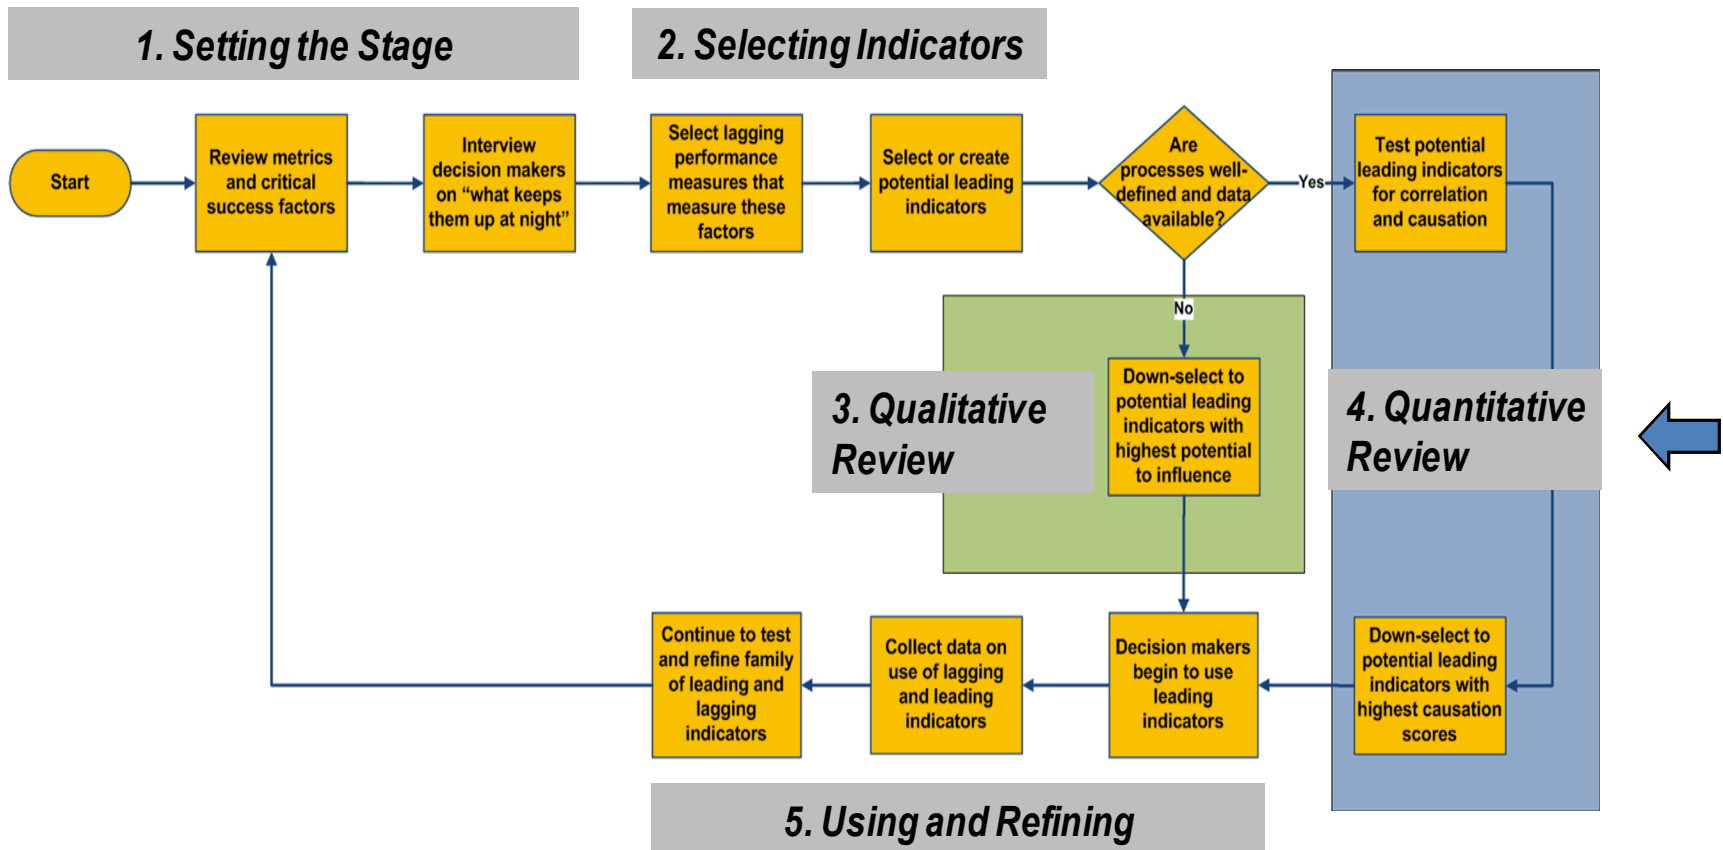 1. Setting the Stage
2. Selecting Indicators
Start
Review metrics
and critical
success factors
Interview
decision makers
on “what keeps
them up at night”
Select lagging
performance
measures that
measure these
factors
Select or create
potential leading
indicators
Are
processes well-
defined and data
available?
Yes
Test potential
leading indicators
for correlation
and causation
No
3. Qualitative
Review
Down-select to
potential leading
indicators with
highest potential
to influence
4. Quantitative
Review
Continue to test
and refine family
of leading and
lagging
indicators
Collect data on
use of lagging
and leading
indicators
Decision makers
begin to use
leading
indicators
Down-select to
potential leading
indicators with
highest causation
scores
5. Using and Refining